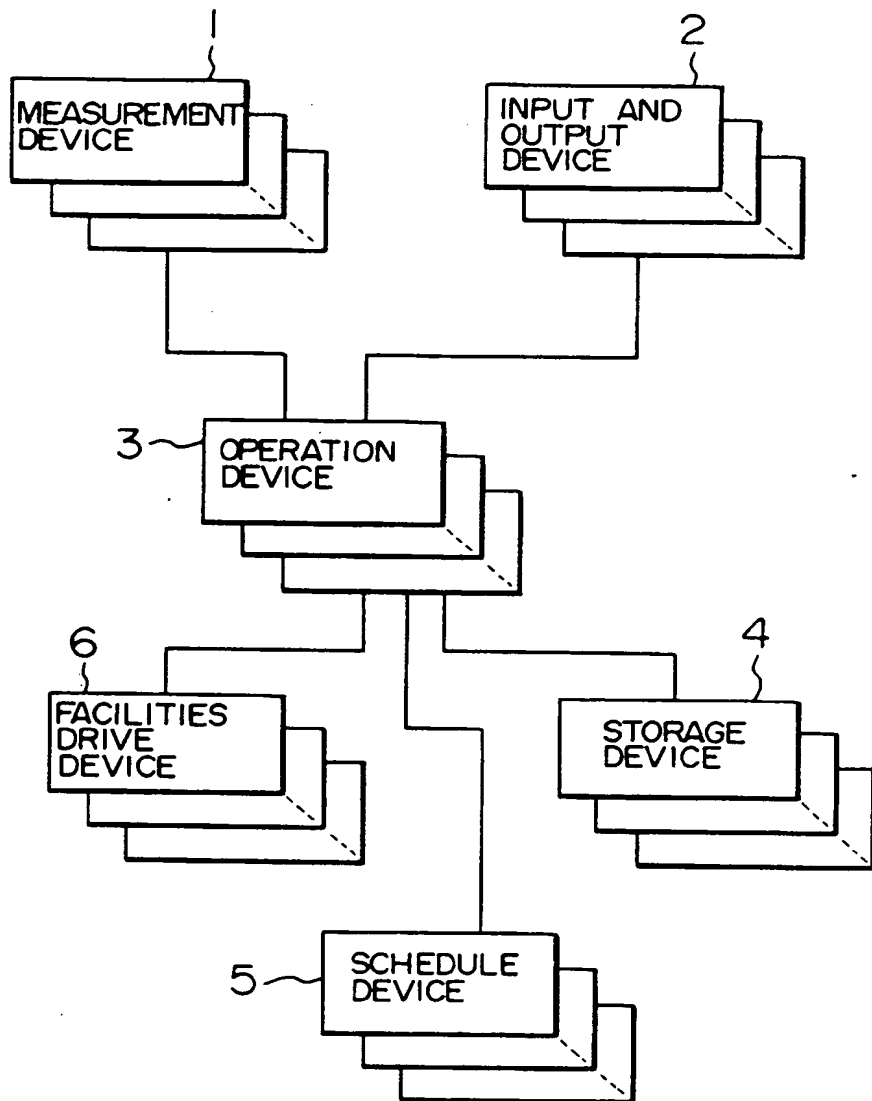 1
MEASUREMENT
DEVICE
2
INPUT AND
OUTPUT
DEVICE
3
OPERATION
DEVICE
6
FACILITIES
DRIVE
DEVICE
4
STORAGE
DEVICE
5
SCHEDULE
DEVICE